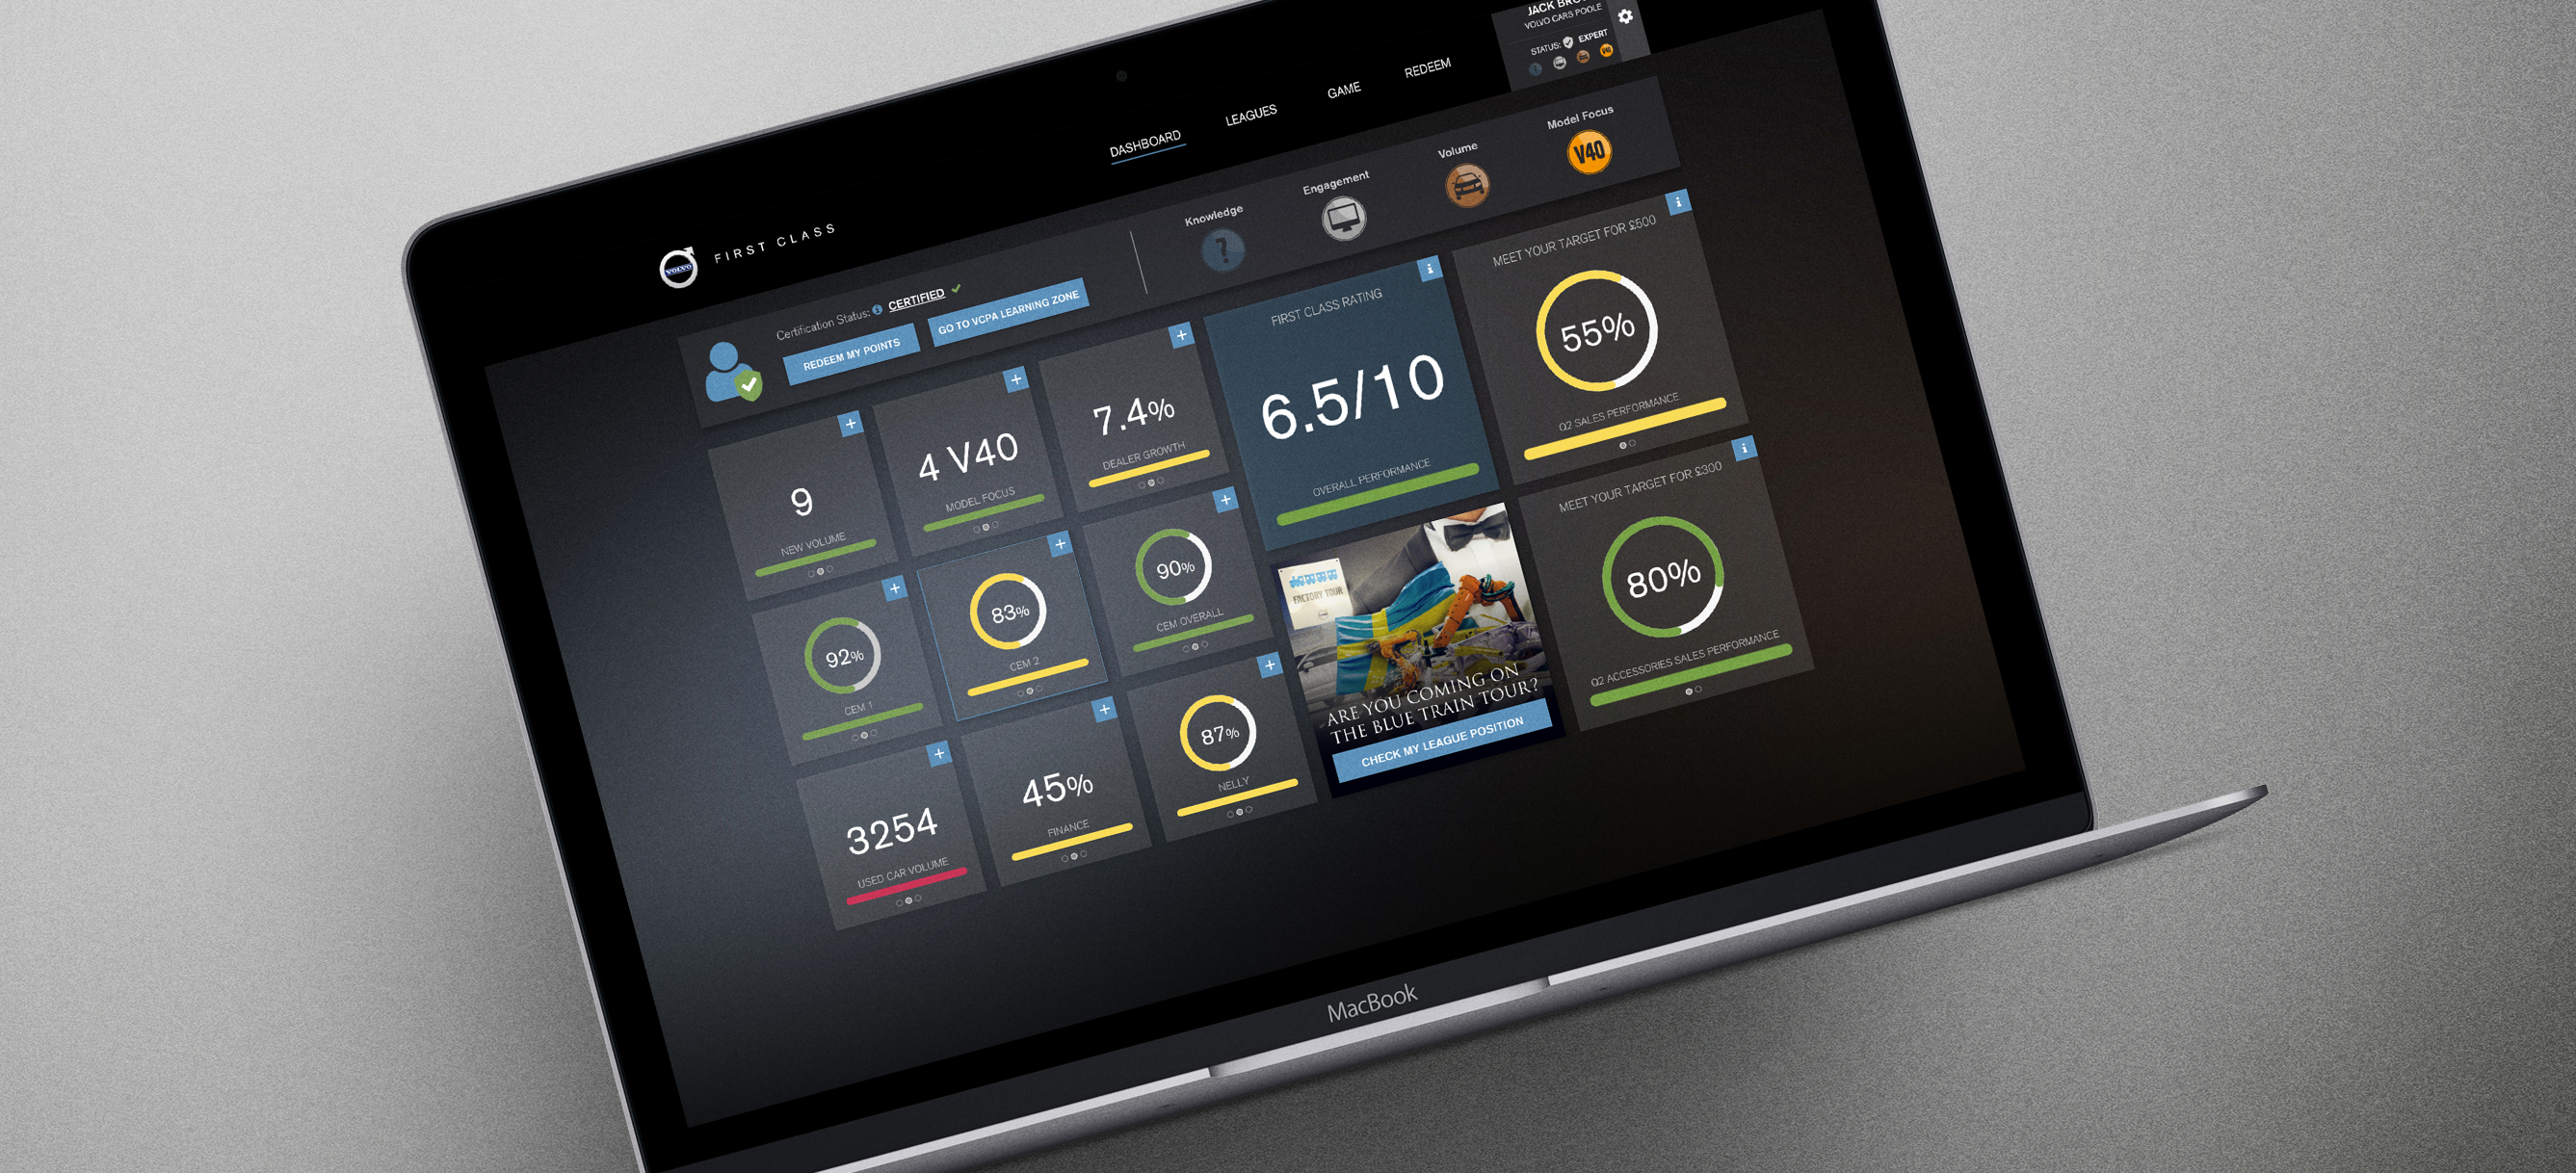 JACK
VOLVO CARS POOLE
STATUS: EXPERT
V40
DASHBOARD
LEAGUES
GAME
REDEEM
VOLVO
FIRST CLASS
Certification Status: i CERTIFIED
REDEEM MY POINTS
GO TO VCPA LEARNING ZONE
Knowledge
?
Engagement
Volume
Model Focus
V40
+
9
NEW VOLUME
+
4 V40
MODEL FOCUS
+
7.4%
DEALER GROWTH
i
FIRST CLASS RATING
6.5/10
OVERALL PERFORMANCE
i
MEET YOUR TARGET FOR £500
55%
Q2 SALES PERFORMANCE
+
92%
CEM 1
+
83%
CEM 2
+
90%
CEM OVERALL
FACTORY TOUR
ARE YOU COMING ON
THE BLUE TRAIN TOUR?
CHECK MY LEAGUE POSITION
i
MEET YOUR TARGET FOR £300
80%
Q2 ACCESSORIES SALES PERFORMANCE
+
3254
USED CAR VOLUME
+
45%
FINANCE
+
87%
NELLY
MacBook